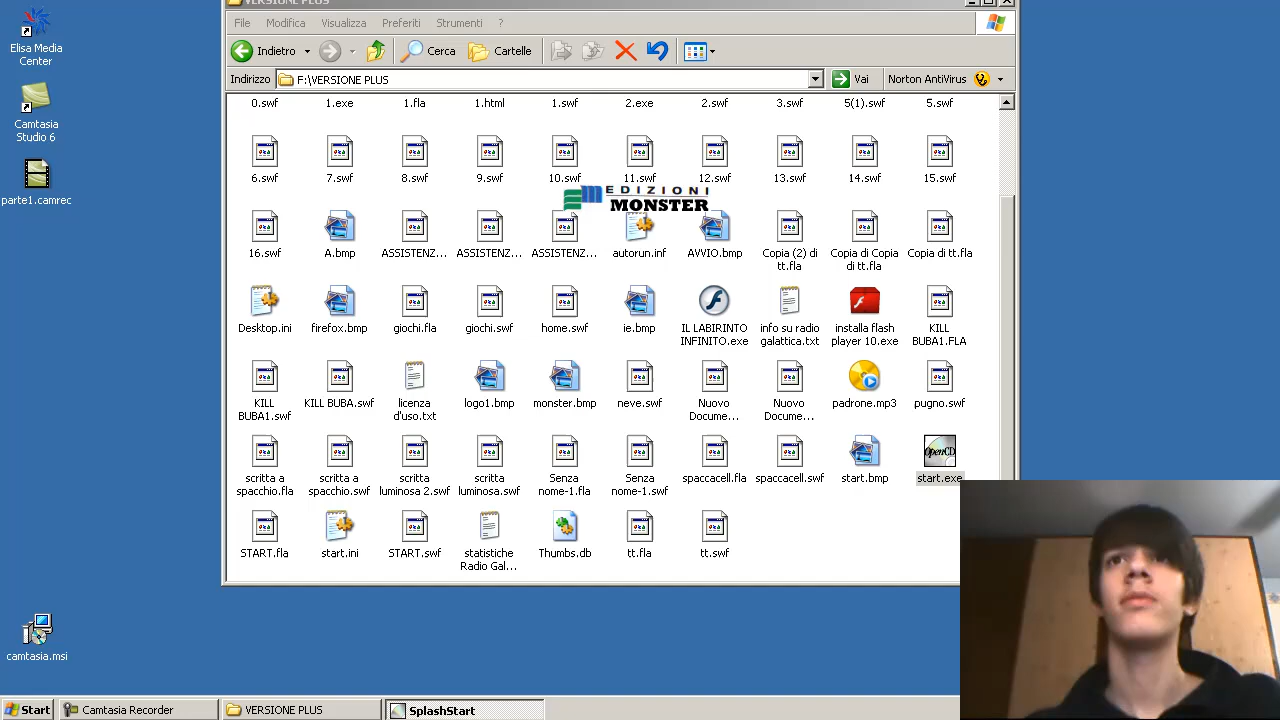 VERSIONE PLUS
Elisa Media
Center
Camtasia
Studio 6
parte1.camrec
camtasia.msi
File Modifica Visualizza Preferiti Strumenti ?
Indietro Cerca Cartelle
Indirizzo F:\VERSIONE PLUS Vai Norton AntiVirus
0.swf 1.exe 1.fla 1.html 1.swf 2.exe 2.swf 3.swf 5(1).swf 5.swf
6.swf 7.swf 8.swf 9.swf 10.swf 11.swf 12.swf 13.swf 14.swf 15.swf
EDIZIONI
MONSTER
16.swf A.bmp ASSISTENZ... ASSISTENZ... ASSISTENZ... autorun.inf AVVIO.bmp Copia (2) di Copia di Copia Copia di tt.fla
tt.fla di tt.fla
Desktop.ini firefox.bmp giochi.fla giochi.swf home.swf ie.bmp IL LABIRINTO info su radio installa flash KILL
INFINITO.exe galattica.txt player 10.exe BUBA1.FLA
KILL KILL BUBA.swf licenza logo1.bmp monster.bmp neve.swf Nuovo Nuovo padrone.mp3 pugno.swf
BUBA1.swf d'uso.txt Docume... Docume...
OpenCD
scritta a scritta a scritta scritta Senza Senza spaccacell.fla spaccacell.swf start.bmp start.exe
spacchio.fla spacchio.swf luminosa 2.swf luminosa.swf nome-1.fla nome-1.swf
START.fla start.ini START.swf statistiche Thumbs.db tt.fla tt.swf
Radio Gal...
Start Camtasia Recorder VERSIONE PLUS SplashStart